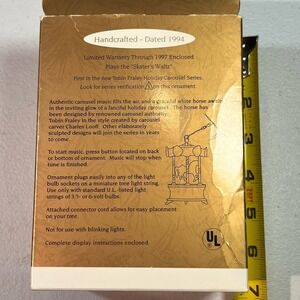 Handcrafted - Dated 1994
Limited Warranty Through 1997 Enclosed
Plays the "Skater's Waltz"
First in the new Tobin Fraley Holiday Carousel Series.
Look for series verification on this ornament.
Authentic carousel music fills the air and a graceful white horse awaits
in the inviting glow of a fanciful carousel. The horse has
been designed by renowned carousel authority
Tobin Fraley in the style created by carousel-
carver Charles Looff. Other elaborately
sculpted designs will join the series in years
to come.
To start music, press button located on back
or bottom of ornament. Music will stop when
tune is finished.
Ornament plugs easily into any of the light
bulb sockets on a miniature tree light string.
Use only with standard U.L.-listed light
strings of 3.5- or 6-volt bulbs.
Attached connector cord allows for easy placement
on your tree.
Not for use with blinking lights.
Complete display instructions enclosed.
UL
2
3
4
5
6
7